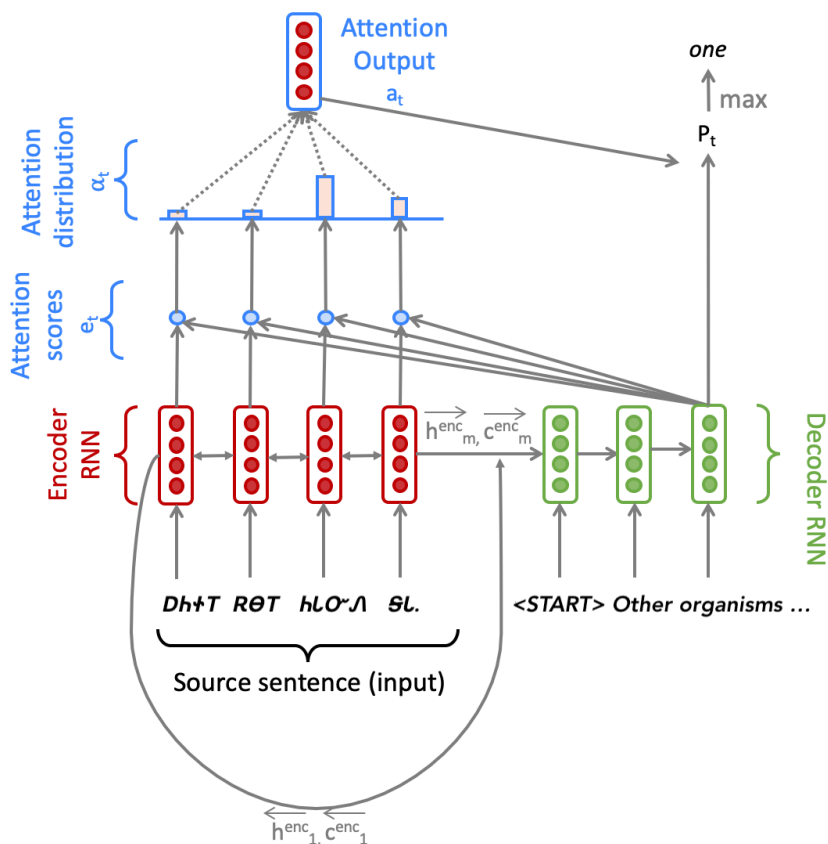 Attention
Output
a_t
one
max
P_t
Attention
distribution
α_t
Attention
scores
e_t
Encoder
RNN
h^enc_m, c^enc_m
Decoder RNN
<START> Other organisms ...
Source sentence (input)
h^enc_1, c^enc_1